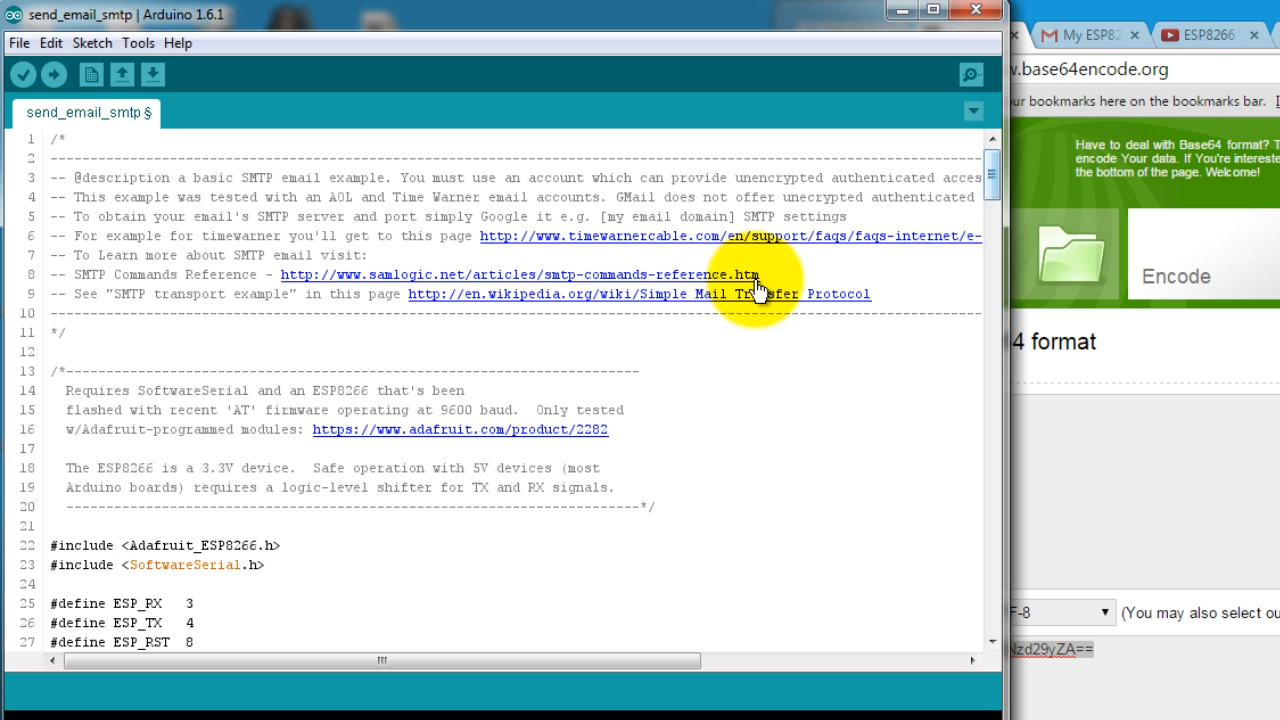 send_email_smtp | Arduino 1.6.1
File Edit Sketch Tools Help
send_email_smtp §
1 /*
2 --------------------------------------------------------------------------------------------------------------------
3 -- @description a basic SMTP email example. You must use an account which can provide unencrypted authenticated acces
4 -- This example was tested with an AOL and Time Warner email accounts. GMail does not offer unecrypted authenticated
5 -- To obtain your email's SMTP server and port simply Google it e.g. [my email domain] SMTP settings
6 -- For example for timewarner you'll get to this page http://www.timewarnercable.com/en/support/faqs/faqs-internet/e-
7 -- To Learn more about SMTP email visit:
8 -- SMTP Commands Reference - http://www.samlogic.net/articles/smtp-commands-reference.htm
9 -- See "SMTP transport example" in this page http://en.wikipedia.org/wiki/Simple_Mail_Transfer_Protocol
10 --------------------------------------------------------------------------------------------------------------------
11 */
12
13 /*------------------------------------------------------------------------
14 Requires SoftwareSerial and an ESP8266 that's been
15 flashed with recent 'AT' firmware operating at 9600 baud. Only tested
16 w/Adafruit-programmed modules: https://www.adafruit.com/product/2282
17
18 The ESP8266 is a 3.3V device. Safe operation with 5V devices (most
19 Arduino boards) requires a logic-level shifter for TX and RX signals.
20 ------------------------------------------------------------------------*/
21
22 #include <Adafruit_ESP8266.h>
23 #include <SoftwareSerial.h>
24
25 #define ESP_RX 3
26 #define ESP_TX 4
27 #define ESP_RST 8
My ESP82
ESP8266
w.base64encode.org
our bookmarks here on the bookmarks bar.
Have to deal with Base64 format? T
encode Your data. If You're intereste
the bottom of the page. Welcome!
Encode
64 format
F-8
(You may also select ou
Nzd29yZA==